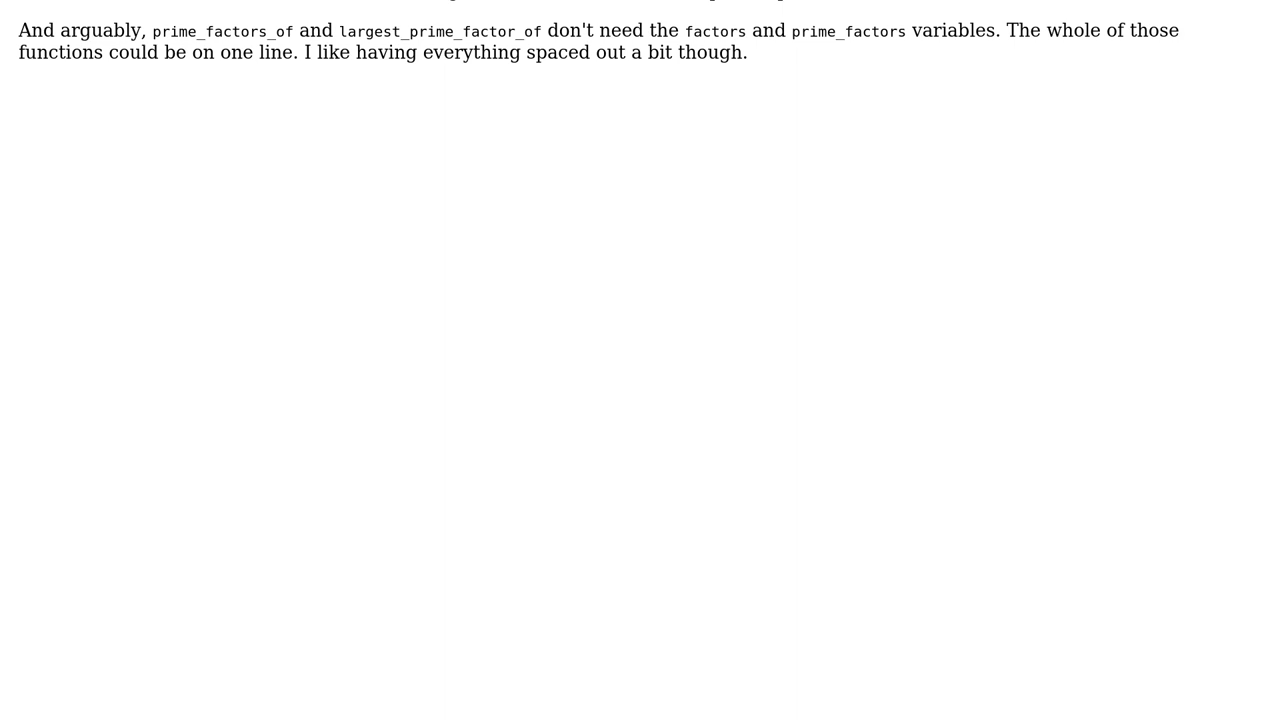 And arguably, prime_factors_of and largest_prime_factor_of don't need the factors and prime_factors variables. The whole of those
functions could be on one line. I like having everything spaced out a bit though.